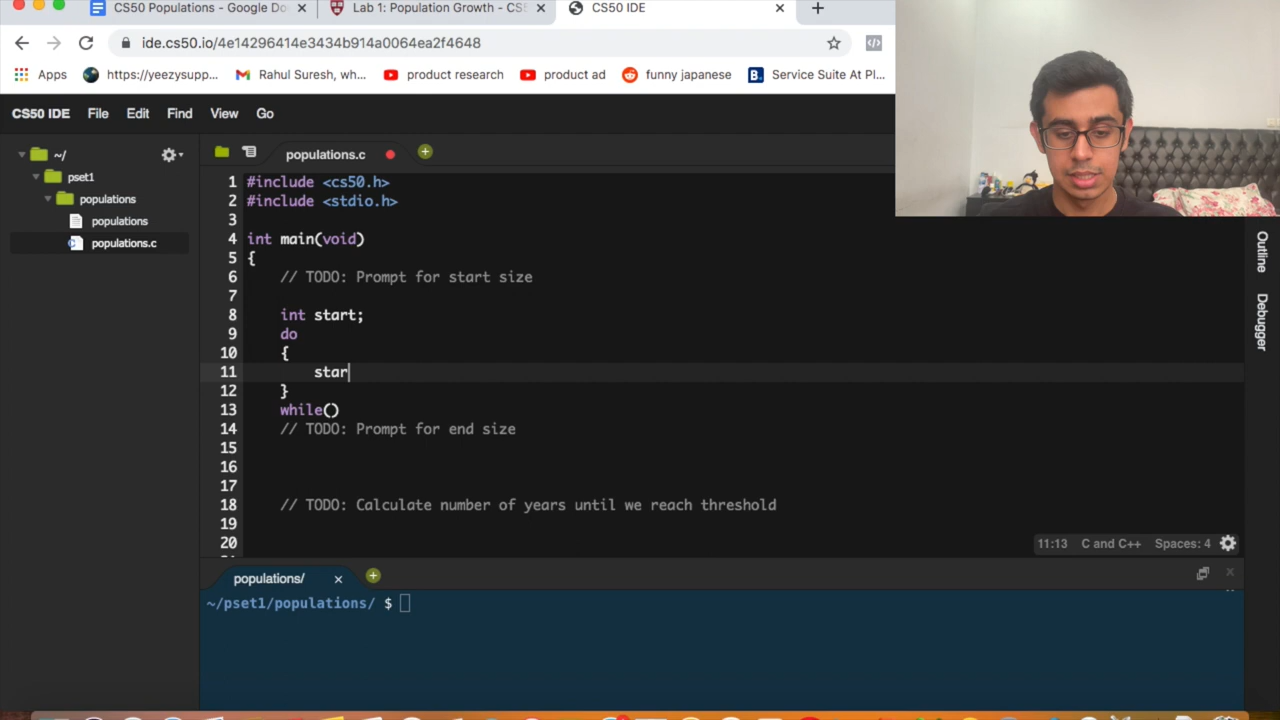 CS50 Populations - Google Do
Lab 1: Population Growth - CS5
CS50 IDE
ide.cs50.io/4e14296414e3434b914a0064ea2f4648
Apps
https://yeezysupp...
Rahul Suresh, wh...
product research
product ad
funny japanese
Service Suite At Pl...
CS50 IDE File Edit Find View Go
~/
pset1
populations
populations
populations.c
populations.c
1 #include <cs50.h>
2 #include <stdio.h>
3
4 int main(void)
5 {
6 // TODO: Prompt for start size
7
8 int start;
9 do
10 {
11 star
12 }
13 while()
14 // TODO: Prompt for end size
15
16
17
18 // TODO: Calculate number of years until we reach threshold
19
20
11:13 C and C++ Spaces: 4
Outline
Debugger
populations/
~/pset1/populations/ $